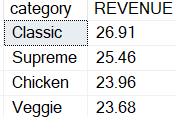 category REVENUE
Classic 26.91
Supreme 25.46
Chicken 23.96
Veggie 23.68